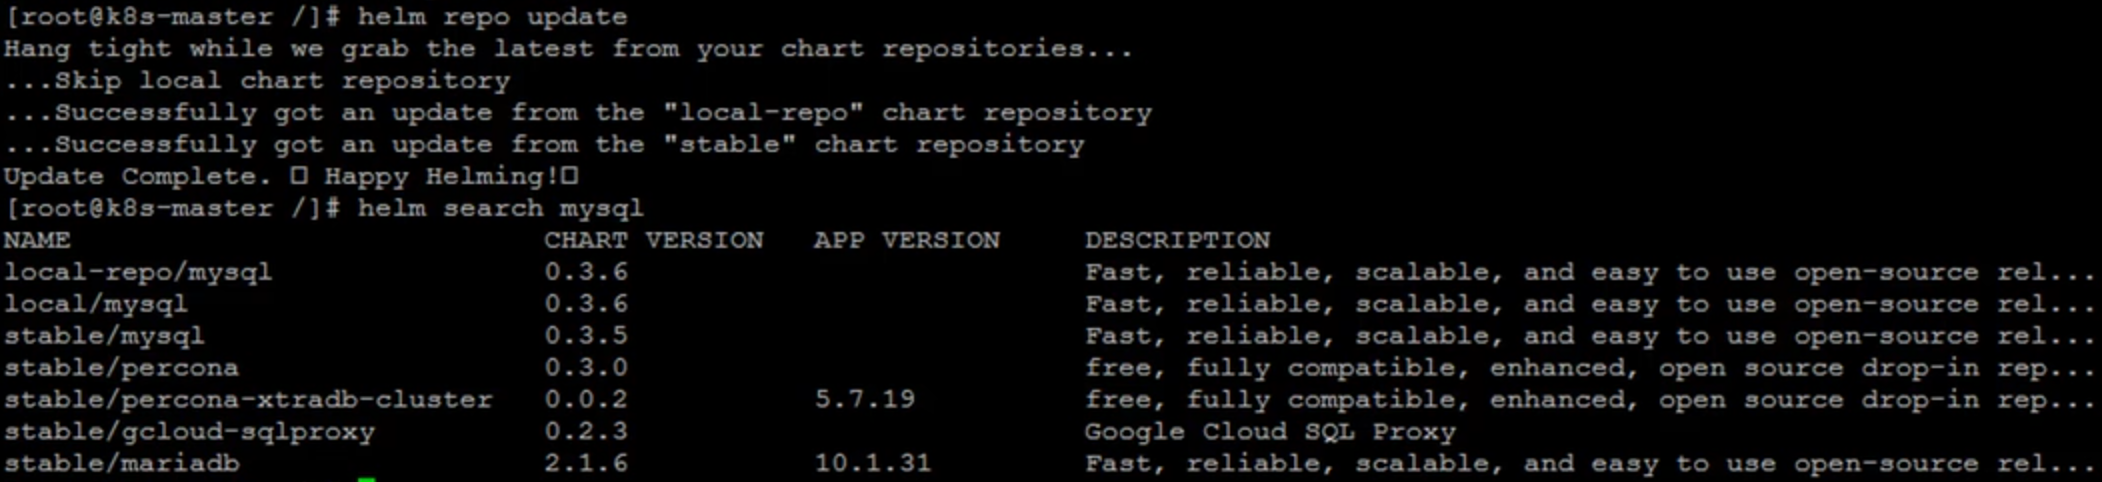 [root@k8s-master /]# helm repo update
Hang tight while we grab the latest from your chart repositories...
...Skip local chart repository
...Successfully got an update from the "local-repo" chart repository
...Successfully got an update from the "stable" chart repository
Update Complete. □ Happy Helming!□
[root@k8s-master /]# helm search mysql
NAME CHART VERSION APP VERSION DESCRIPTION
local-repo/mysql 0.3.6 Fast, reliable, scalable, and easy to use open-source rel...
local/mysql 0.3.6 Fast, reliable, scalable, and easy to use open-source rel...
stable/mysql 0.3.5 Fast, reliable, scalable, and easy to use open-source rel...
stable/percona 0.3.0 free, fully compatible, enhanced, open source drop-in rep...
stable/percona-xtradb-cluster 0.0.2 5.7.19 free, fully compatible, enhanced, open source drop-in rep...
stable/gcloud-sqlproxy 0.2.3 Google Cloud SQL Proxy
stable/mariadb 2.1.6 10.1.31 Fast, reliable, scalable, and easy to use open-source rel...